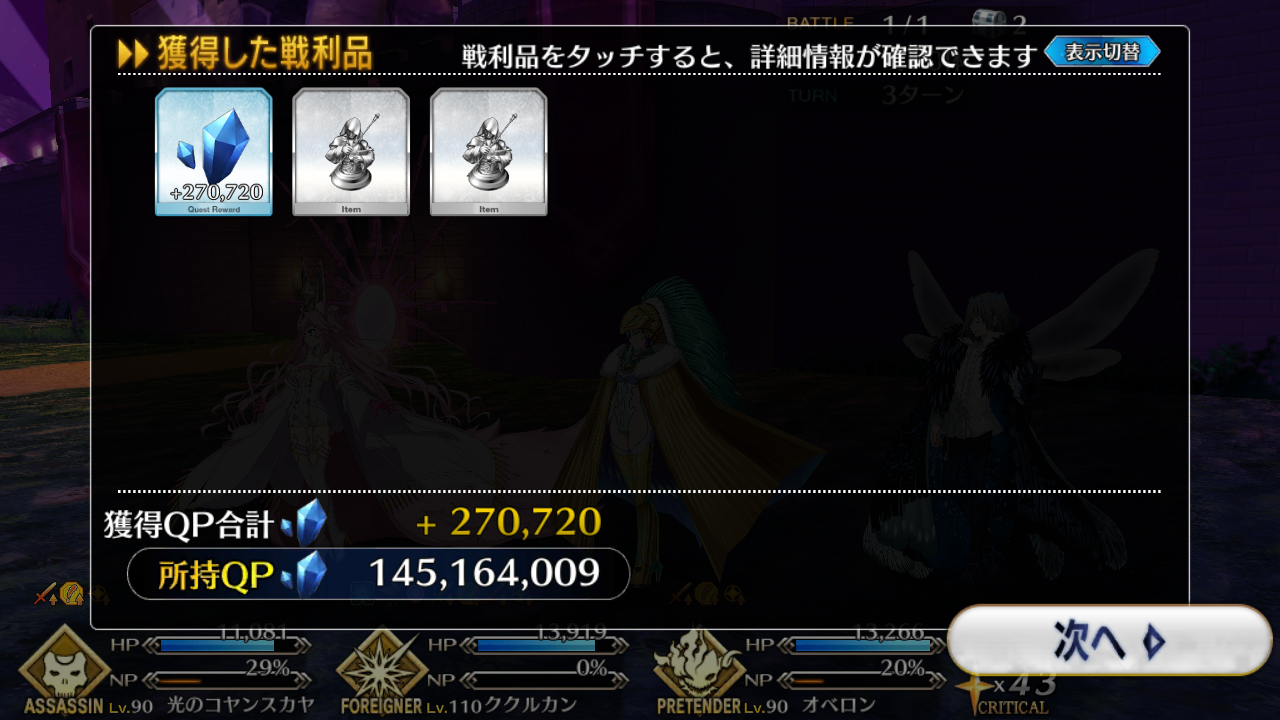 BATTLE 1/1 2
獲得した戦利品
戦利品をタッチすると、詳細情報が確認できます
表示切替
TURN 3ターン
+270,720
Quest Reward
Item
Item
獲得QP合計 + 270,720
所持QP 145,164,009
次へ
HP 11,081
NP 29%
ASSASSIN Lv.90 光のコヤンスカヤ
HP 13,919
NP 0%
FOREIGNER Lv.110 ククルカン
HP 13,266
NP 20%
PRETENDER Lv.90 オベロン
x43
CRITICAL